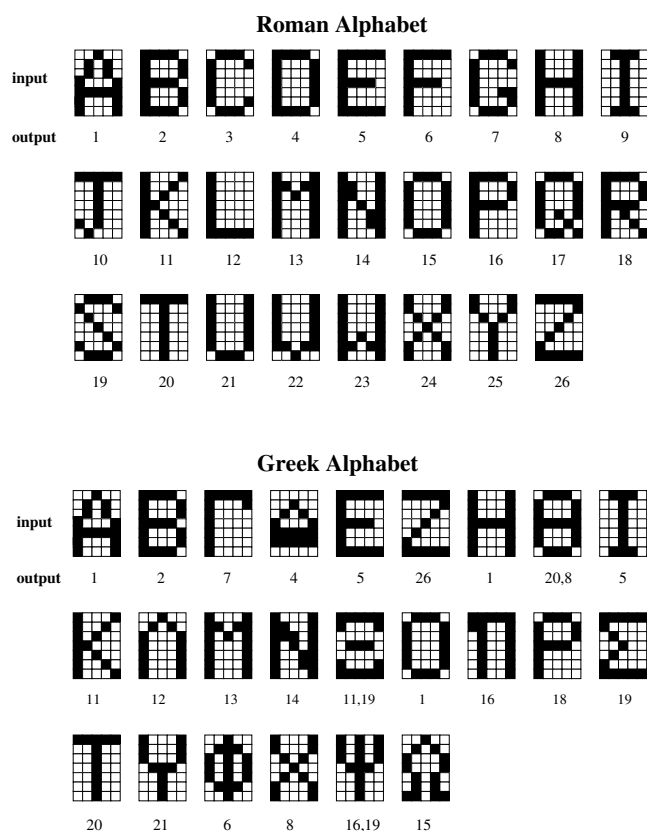 Roman Alphabet
input
output 1 2 3 4 5 6 7 8 9
10 11 12 13 14 15 16 17 18
19 20 21 22 23 24 25 26
Greek Alphabet
input
output 1 2 7 4 5 26 1 20,8 5
11 12 13 14 11,19 1 16 18 19
20 21 6 8 16,19 15